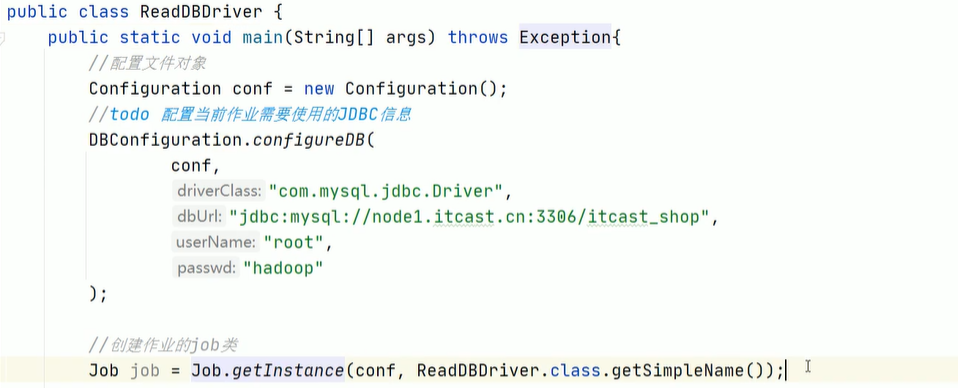 public class ReadDBDriver {
public static void main(String[] args) throws Exception{
//配置文件对象
Configuration conf = new Configuration();
//todo 配置当前作业需要使用的JDBC信息
DBConfiguration.configureDB(
conf,
driverClass: "com.mysql.jdbc.Driver",
dbUrl: "jdbc:mysql://node1.itcast.cn:3306/itcast_shop",
userName: "root",
passwd: "hadoop"
);
//创建作业的job类
Job job = Job.getInstance(conf, ReadDBDriver.class.getSimpleName());